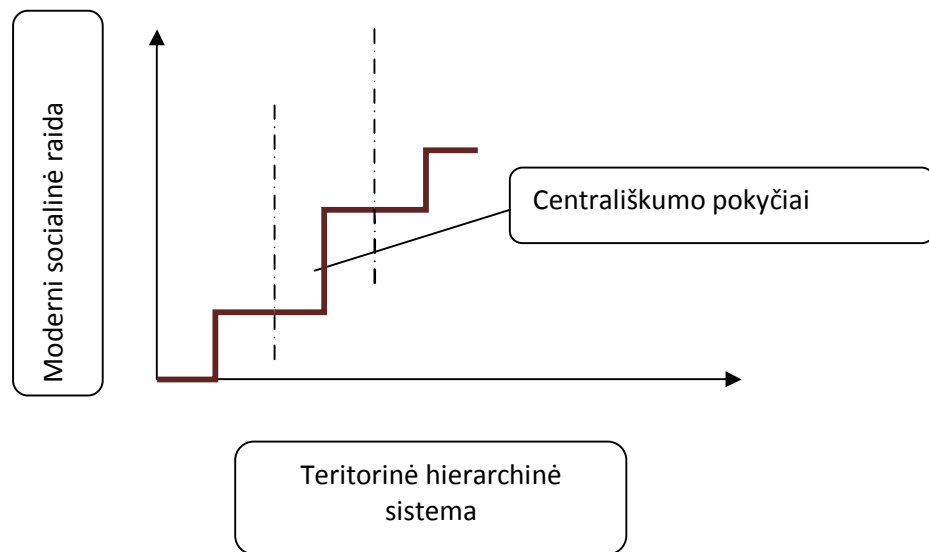 Moderni socialinė raida
Centrališkumo pokyčiai
Teritorinė hierarchinė
sistema